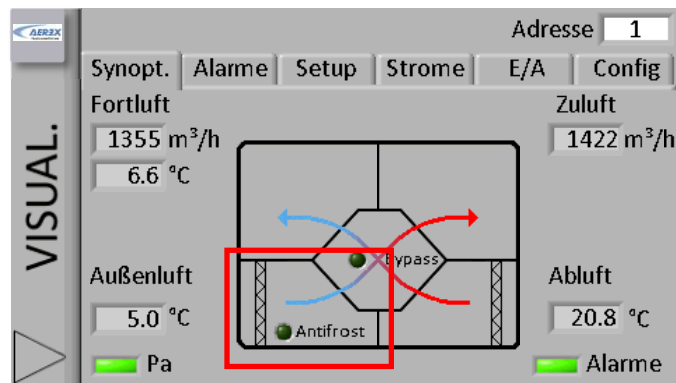 AEREX
Adresse 1
Synopt. Alarme Setup Strome E/A Config
Fortluft Zuluft
1355 m³/h 1422 m³/h
6.6 °C
VISUAL.
Bypass
Außenluft Abluft
5.0 °C 20.8 °C
Antifrost
Pa Alarme